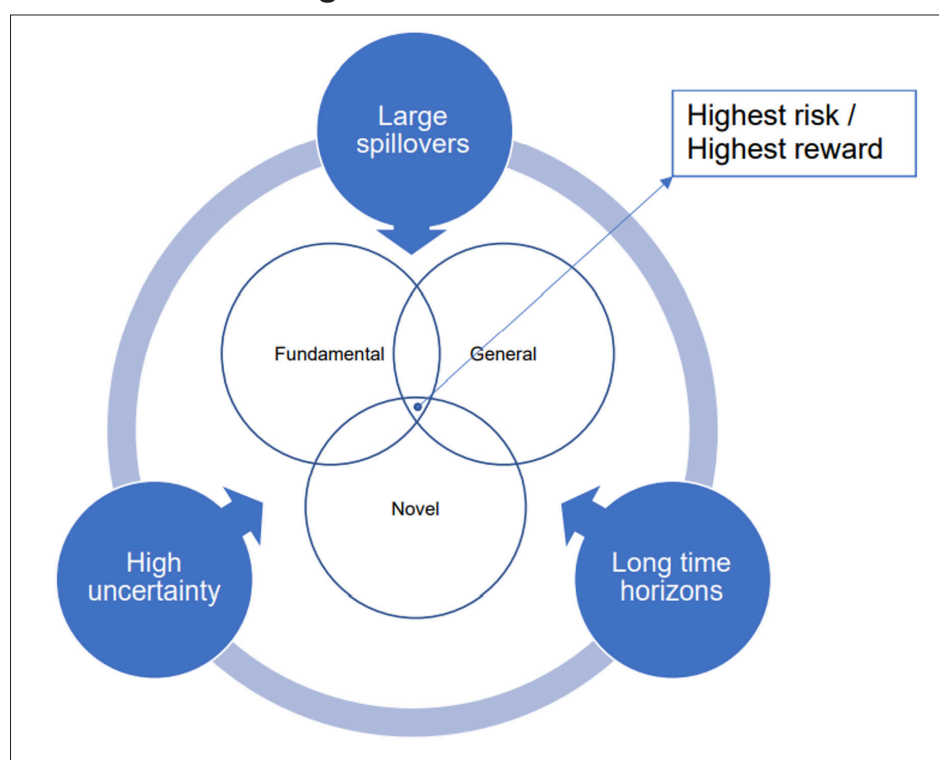 Large
spillovers
Highest risk /
Highest reward
Fundamental
General
Novel
High
uncertainty
Long time
horizons